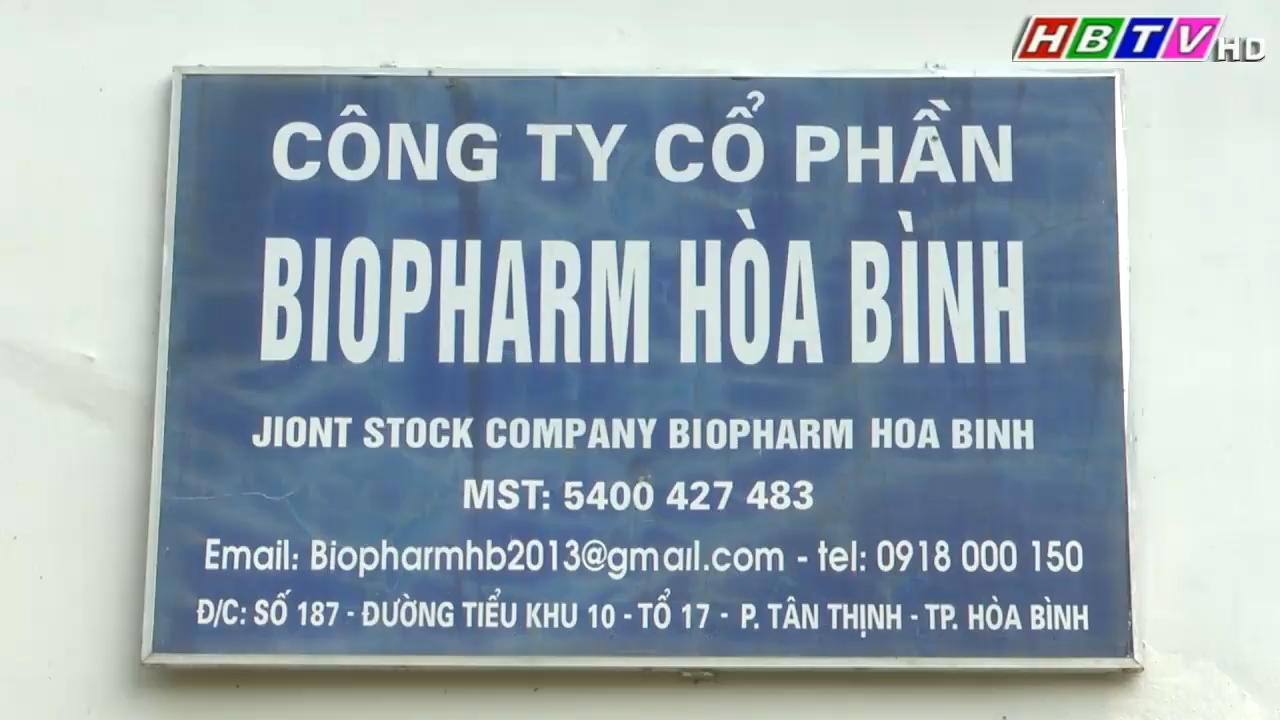 HBTV HD
CÔNG TY CỔ PHẦN
BIOPHARM HÒA BÌNH
JIONT STOCK COMPANY BIOPHARM HOA BINH
MST: 5400 427 483
Email: Biopharmhb2013@gmail.com - tel: 0918 000 150
Đ/C: SỐ 187 - ĐƯỜNG TIỂU KHU 10 - TỔ 17 - P. TÂN THỊNH - TP. HÒA BÌNH